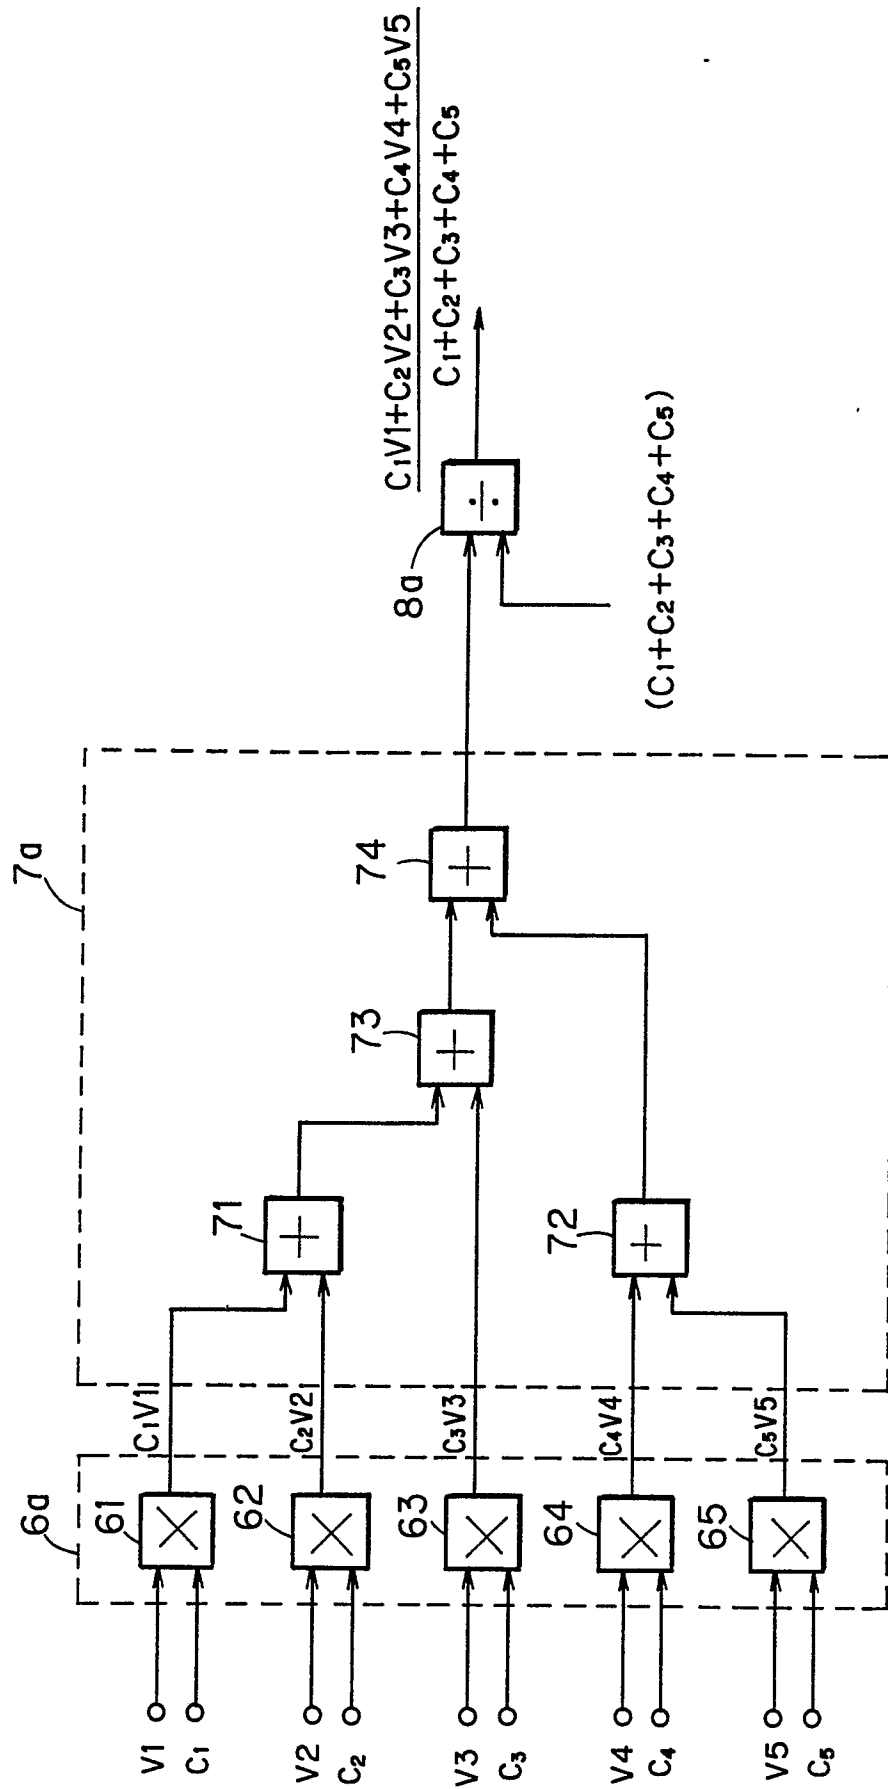 6a
7a
V1
C1
61
×
C1V1
V2
C2
62
×
C2V2
V3
C3
63
×
C3V3
V4
C4
64
×
C4V4
V5
C5
65
×
C5V5
71
+
72
+
73
+
74
+
8a
÷
(C1+C2+C3+C4+C5)
C1V1+C2V2+C3V3+C4V4+C5V5
C1+C2+C3+C4+C5